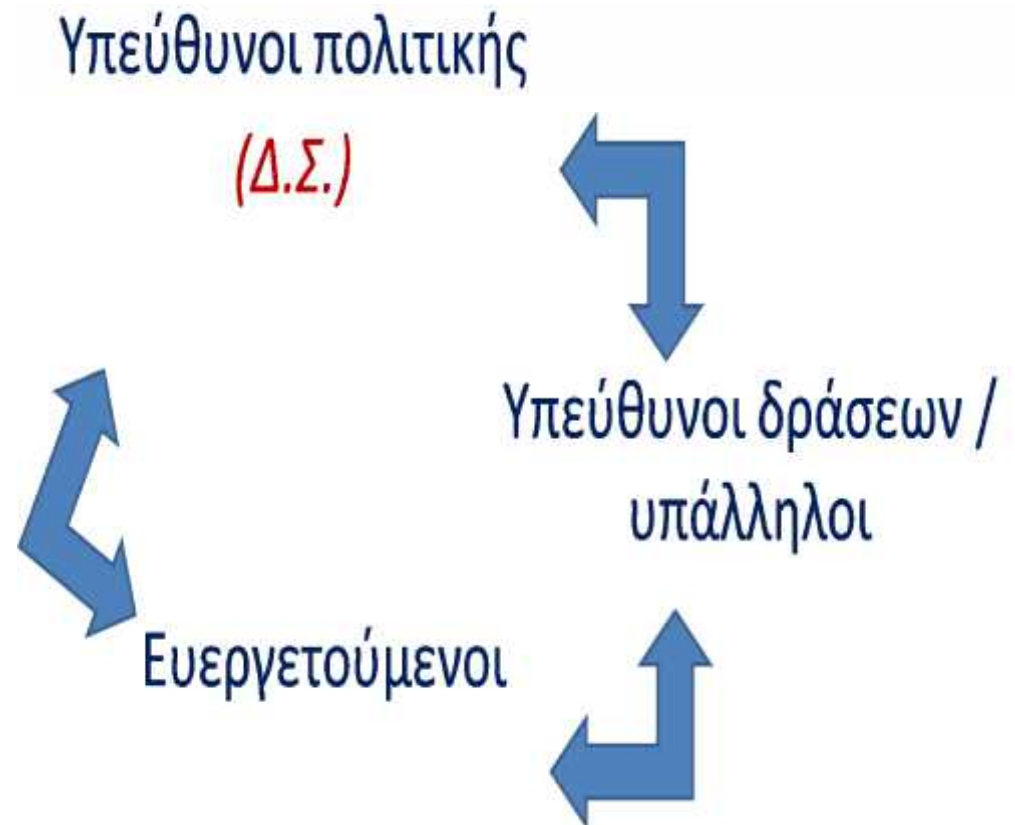 Υπεύθυνοι πολιτικής
(Δ.Σ.)
Υπεύθυνοι δράσεων /
υπάλληλοι
Ευεργετούμενοι